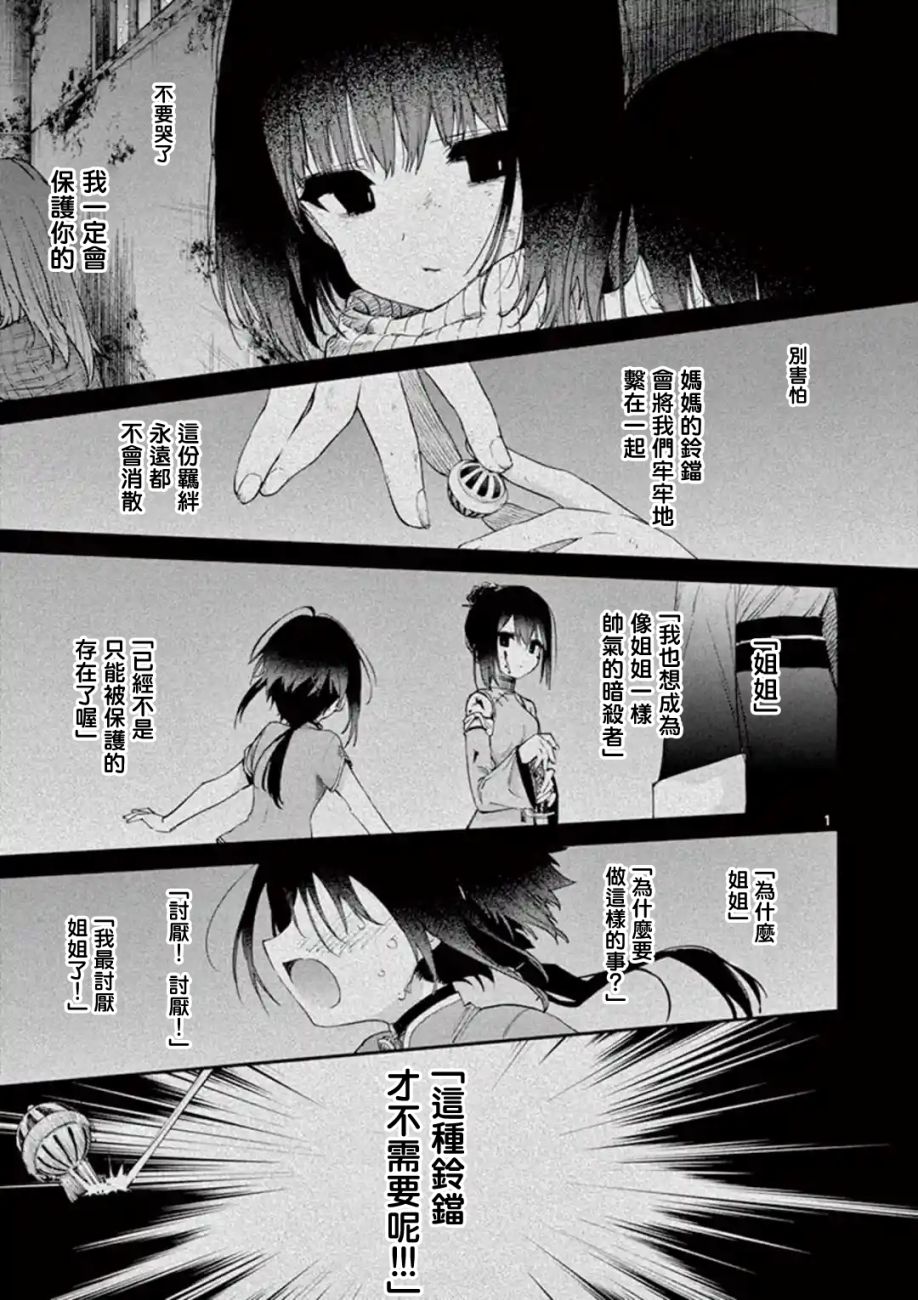 不要哭了
我一定會
保護你的
別害怕
媽媽的鈴鐺
會將我們牢牢地
繫在一起
這份羈絆
永遠都
不會消散
「姐姐」
「我也想成為
像姐姐一樣
帥氣的暗殺者」
「已經不是
只能被保護的
存在了喔」
1
「為什麼
姐姐」
「為什麼要
做這樣的事？」
「討厭！討厭！」
「我最討厭
姐姐了！」
「這種鈴鐺
才不需要呢!!!」